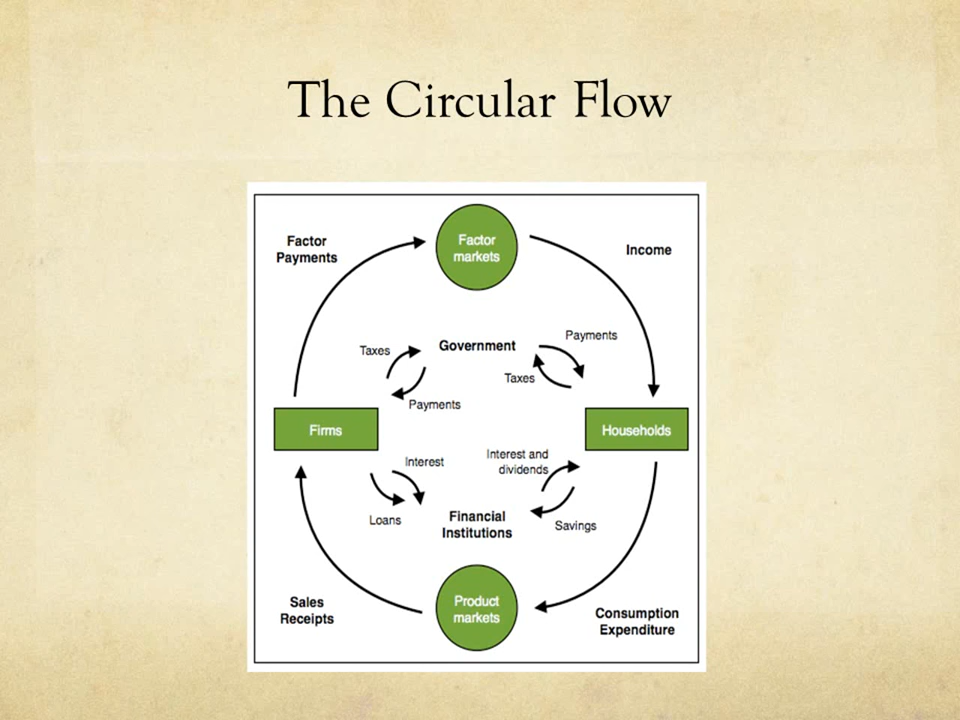 The Circular Flow
Factor
Payments
Factor
markets
Income
Taxes
Government
Payments
Taxes
Payments
Firms
Households
Interest
Interest and
dividends
Loans
Financial
Institutions
Savings
Sales
Receipts
Product
markets
Consumption
Expenditure